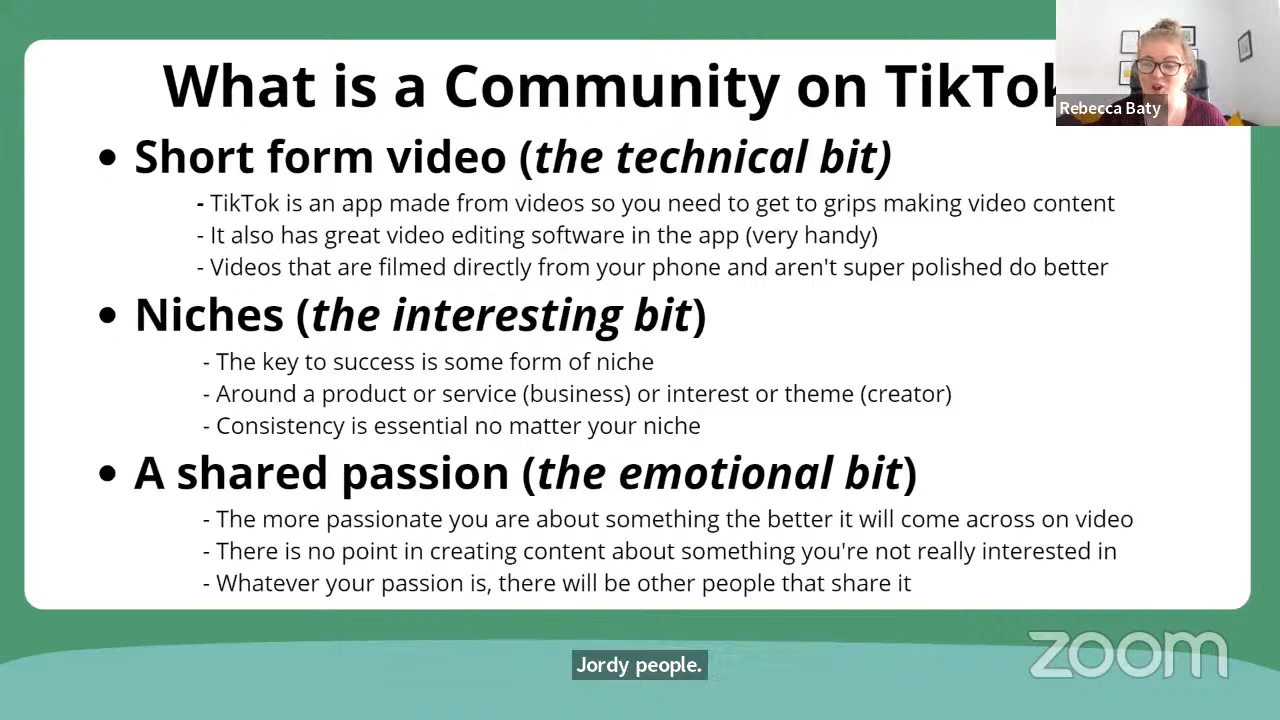 What is a Community on TikTok
Rebecca Baty
• Short form video (the technical bit)
- TikTok is an app made from videos so you need to get to grips making video content
- It also has great video editing software in the app (very handy)
- Videos that are filmed directly from your phone and aren't super polished do better
• Niches (the interesting bit)
- The key to success is some form of niche
- Around a product or service (business) or interest or theme (creator)
- Consistency is essential no matter your niche
• A shared passion (the emotional bit)
- The more passionate you are about something the better it will come across on video
- There is no point in creating content about something you're not really interested in
- Whatever your passion is, there will be other people that share it
zoom
Jordy people.